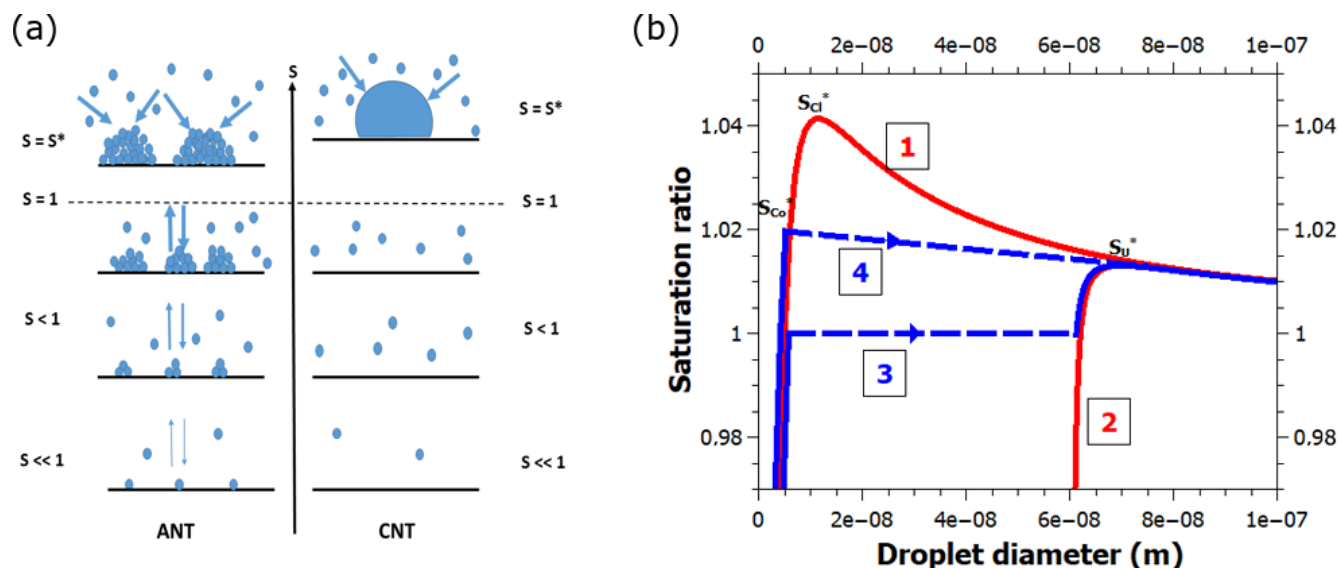 (a)
S
S = S*
S = S*
S = 1
S = 1
S < 1
S < 1
S << 1
S << 1
ANT
CNT
(b)
0 2e-08 4e-08 6e-08 8e-08 1e-07
S_Cl*
1.04 1.04
1
S_Co*
1.02 1.02
S_U*
4
1 1
3
2
0,98 0,98
0 2e-08 4e-08 6e-08 8e-08 1e-07
Saturation ratio
Droplet diameter (m)